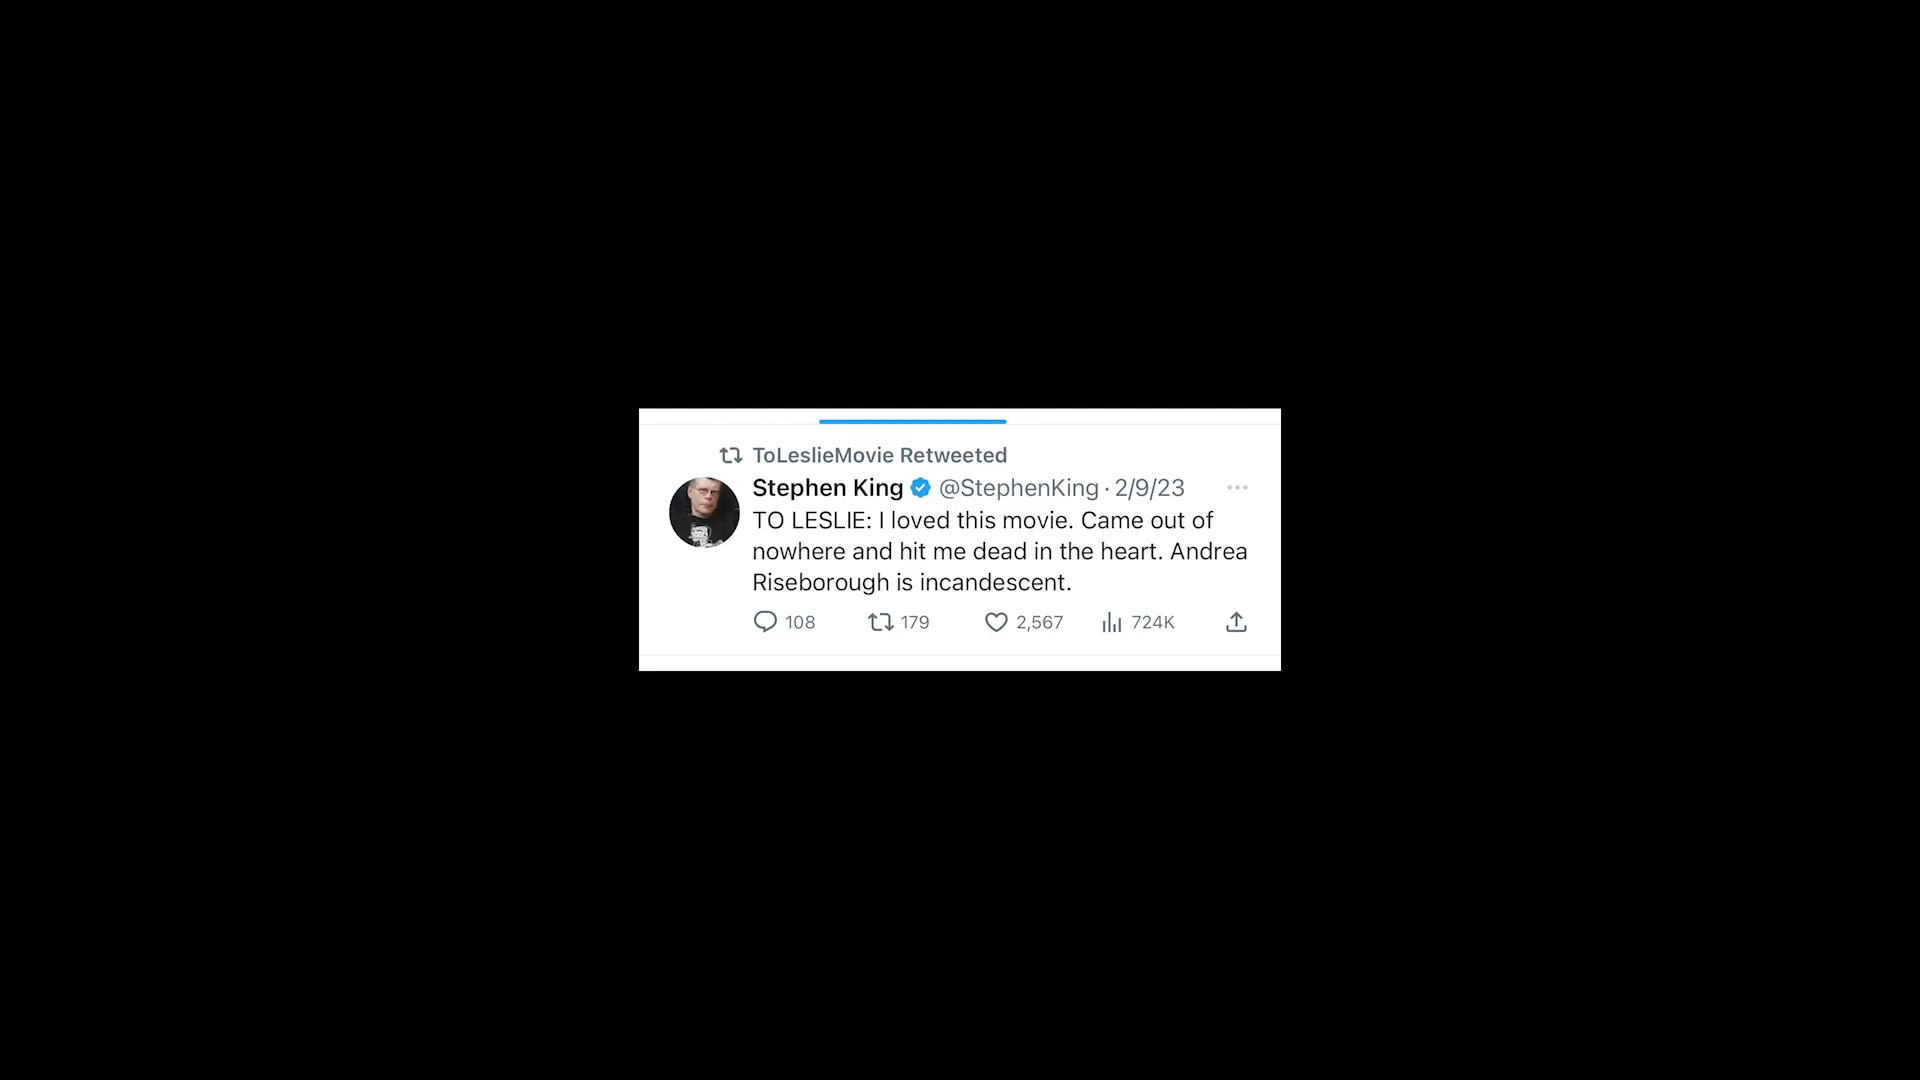 ToLeslieMovie Retweeted
Stephen King @StephenKing · 2/9/23
TO LESLIE: I loved this movie. Came out of
nowhere and hit me dead in the heart. Andrea
Riseborough is incandescent.
108 179 2,567 724K